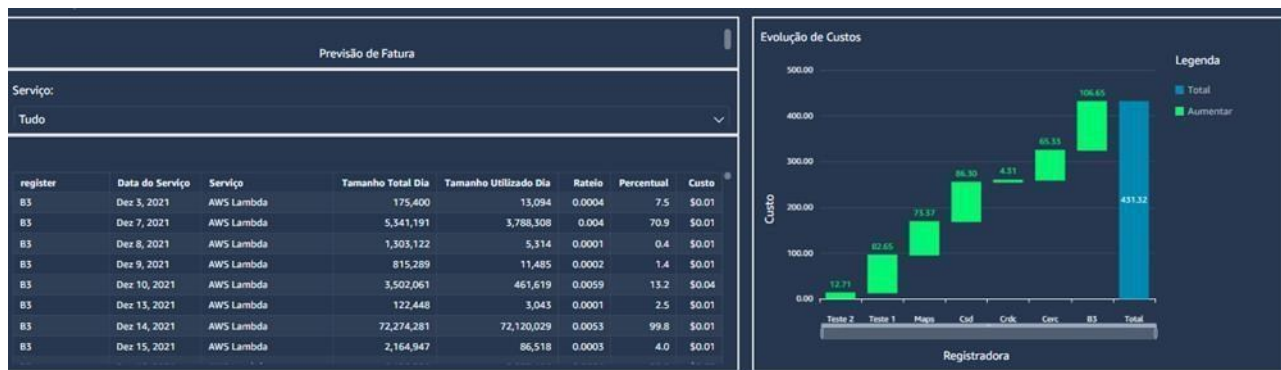 Previsão de Fatura
Serviço:
Tudo
register Data do Serviço Serviço Tamanho Total Dia Tamanho Utilizado Dia Rateio Percentual Custo
B3 Dez 3, 2021 AWS Lambda 175,400 13,094 0.0004 7.5 $0.01
B3 Dez 7, 2021 AWS Lambda 5,341,191 3,788,308 0.004 70.9 $0.01
B3 Dez 8, 2021 AWS Lambda 1,303,122 5,314 0.0001 0.4 $0.01
B3 Dez 9, 2021 AWS Lambda 815,289 11,485 0.0002 1.4 $0.01
B3 Dez 10, 2021 AWS Lambda 3,502,061 461,619 0.0059 13.2 $0.04
B3 Dez 13, 2021 AWS Lambda 122,448 3,043 0.0001 2.5 $0.01
B3 Dez 14, 2021 AWS Lambda 72,274,281 72,120,029 0.0053 99.8 $0.01
B3 Dez 15, 2021 AWS Lambda 2,164,947 86,518 0.0003 4.0 $0.01
Evolução de Custos
Legenda
Total
Aumentar
500.00
400.00
300.00
200.00
100.00
0.00
Custo
12.71
82.65
73.37
86.30
4.31
65.33
106.65
431.32
Teste 2 Teste 1 Maps Csd Crdc Cerc B3 Total
Registradora